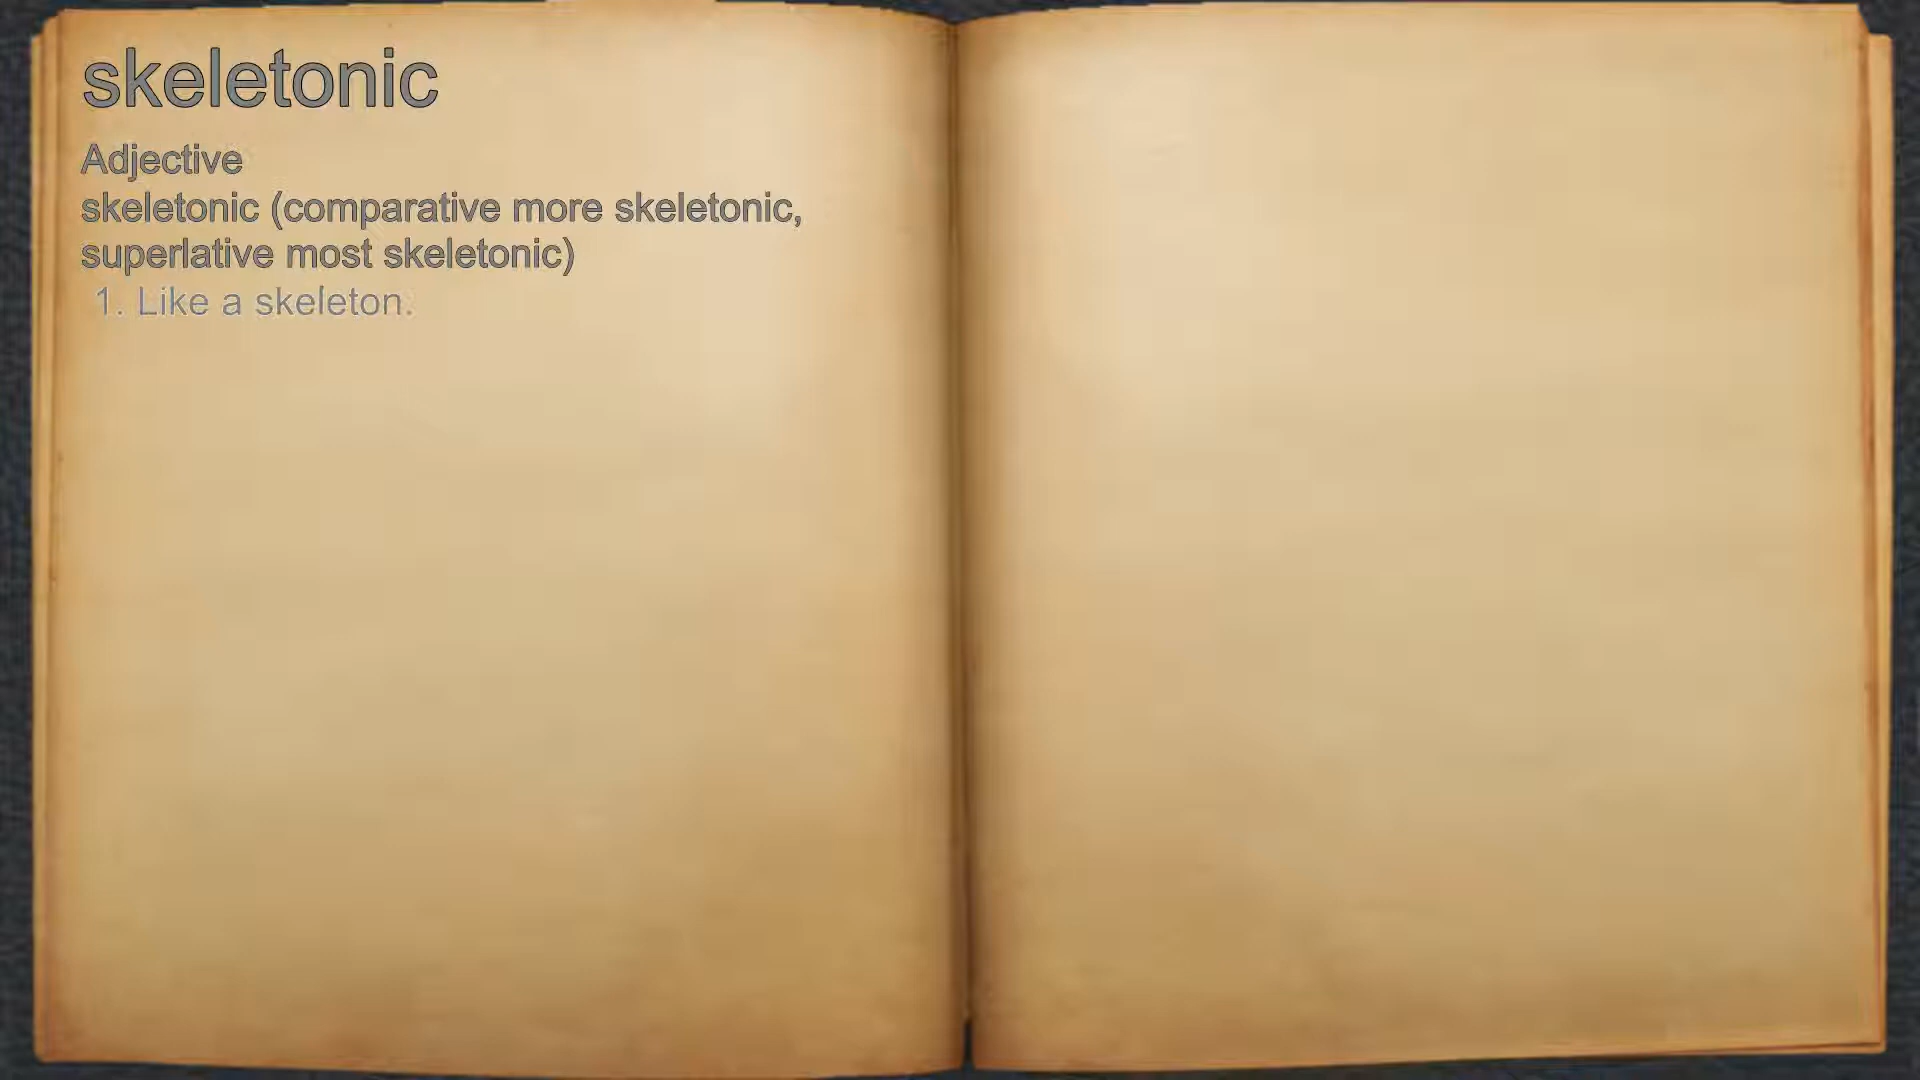 skeletonic
Adjective
skeletonic (comparative more skeletonic,
superlative most skeletonic)
1. Like a skeleton.